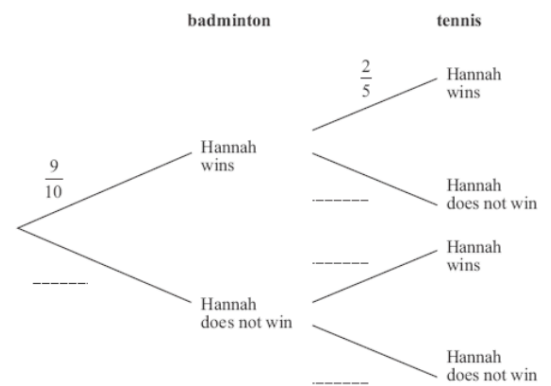 badminton tennis
2
5
Hannah
wins
Hannah
wins
9
10
Hannah
does not win
Hannah
wins
Hannah
does not win
Hannah
does not win